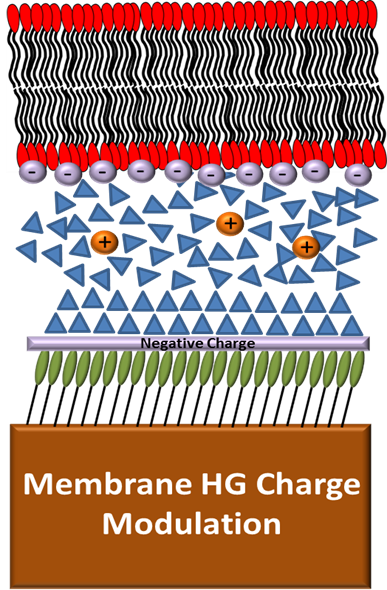 - - - - - - - - -
+
+
+
Negative Charge
Membrane HG Charge
Modulation